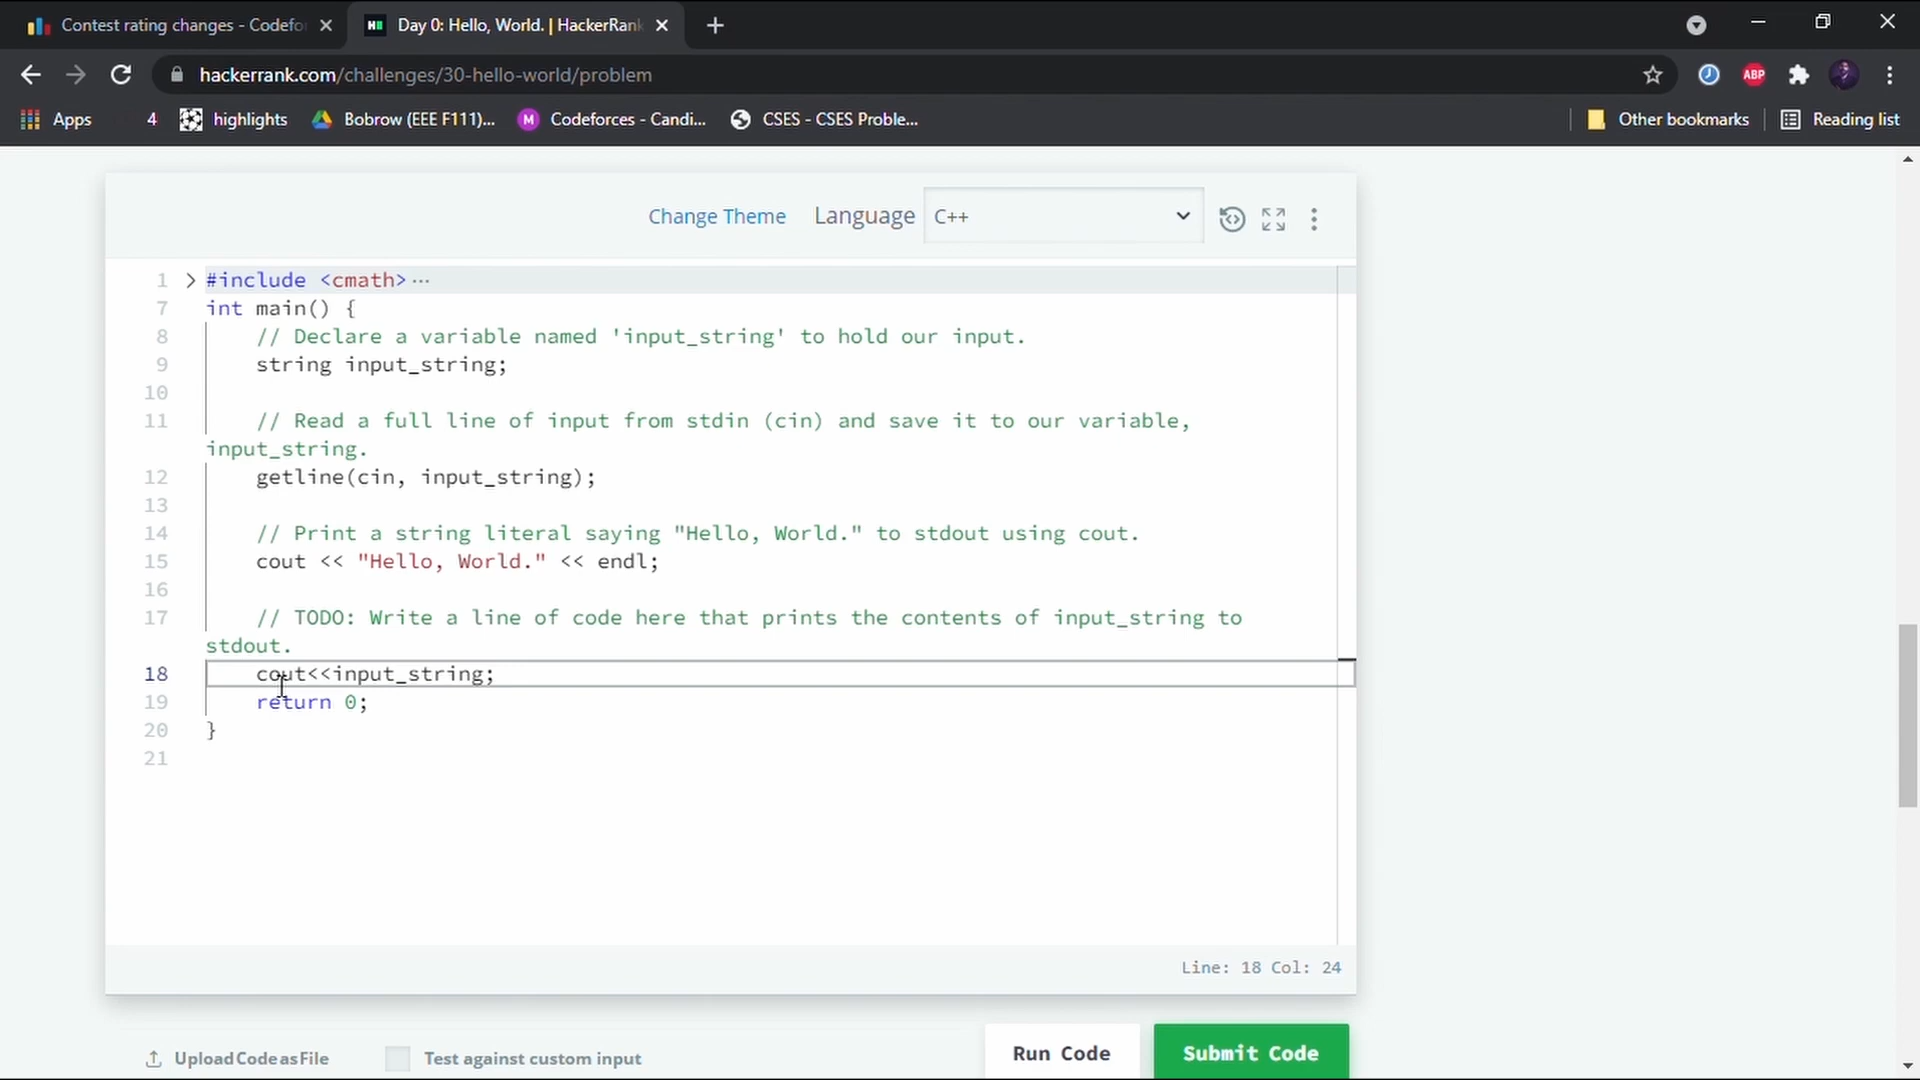 Contest rating changes - Codefo
Day 0: Hello, World. | HackerRan
hackerrank.com/challenges/30-hello-world/problem
ABP
Apps
4
highlights
Bobrow (EEE F111)...
M
Codeforces - Candi...
CSES - CSES Proble...
Other bookmarks
Reading list
Change Theme
Language
C++
1 #include <cmath>···
7 int main() {
8 // Declare a variable named 'input_string' to hold our input.
9 string input_string;
10
11 // Read a full line of input from stdin (cin) and save it to our variable,
input_string.
12 getline(cin, input_string);
13
14 // Print a string literal saying "Hello, World." to stdout using cout.
15 cout << "Hello, World." << endl;
16
17 // TODO: Write a line of code here that prints the contents of input_string to
stdout.
18 cout<<input_string;
19 return 0;
20 }
21
Line: 18 Col: 24
Upload Code as File
Test against custom input
Run Code
Submit Code